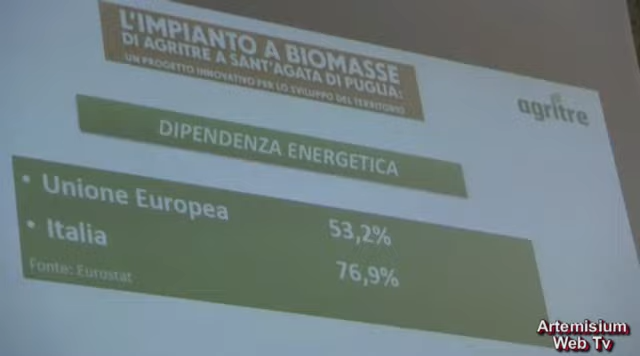 L'IMPIANTO A BIOMASSE
DI AGRITRE A SANT'AGATA DI PUGLIA:
UN PROGETTO INNOVATIVO PER LO SVILUPPO DEL TERRITORIO
agritre
DIPENDENZA ENERGETICA
• Unione Europea 53,2%
• Italia 76,9%
Fonte: Eurostat
Artemisium
Web Tv